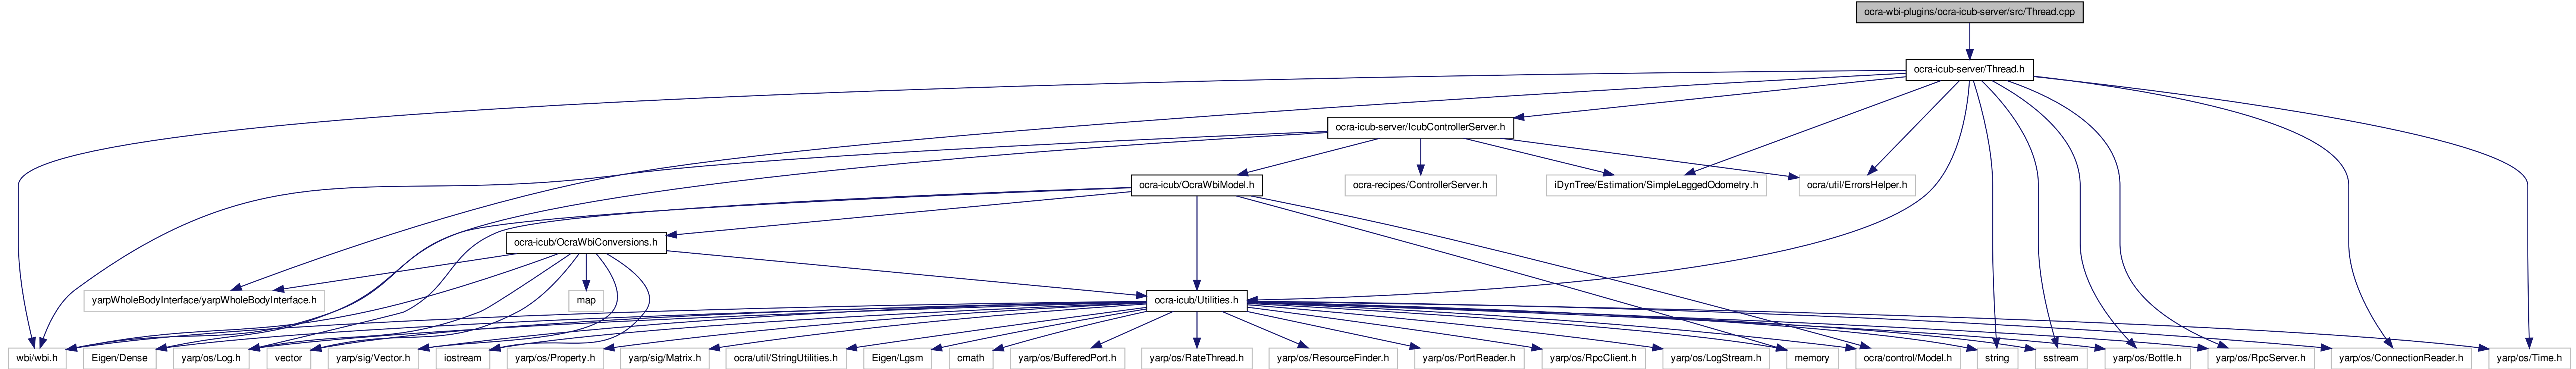 ocra-wbi-plugins/ocra-icub-server/src/Thread.cpp
ocra-icub-server/Thread.h
ocra-icub-server/IcubControllerServer.h
ocra-icub/OcraWbiModel.h
ocra-recipes/ControllerServer.h
iDynTree/Estimation/SimpleLeggedOdometry.h
ocra/util/ErrorsHelper.h
ocra-icub/OcraWbiConversions.h
yarpWholeBodyInterface/yarpWholeBodyInterface.h
map
ocra-icub/Utilities.h
wbi/wbi.h
Eigen/Dense
yarp/os/Log.h
vector
yarp/sig/Vector.h
iostream
yarp/os/Property.h
yarp/sig/Matrix.h
ocra/util/StringUtilities.h
Eigen/Lgsm
cmath
yarp/os/BufferedPort.h
yarp/os/RateThread.h
yarp/os/ResourceFinder.h
yarp/os/PortReader.h
yarp/os/RpcClient.h
yarp/os/LogStream.h
memory
ocra/control/Model.h
string
sstream
yarp/os/Bottle.h
yarp/os/RpcServer.h
yarp/os/ConnectionReader.h
yarp/os/Time.h